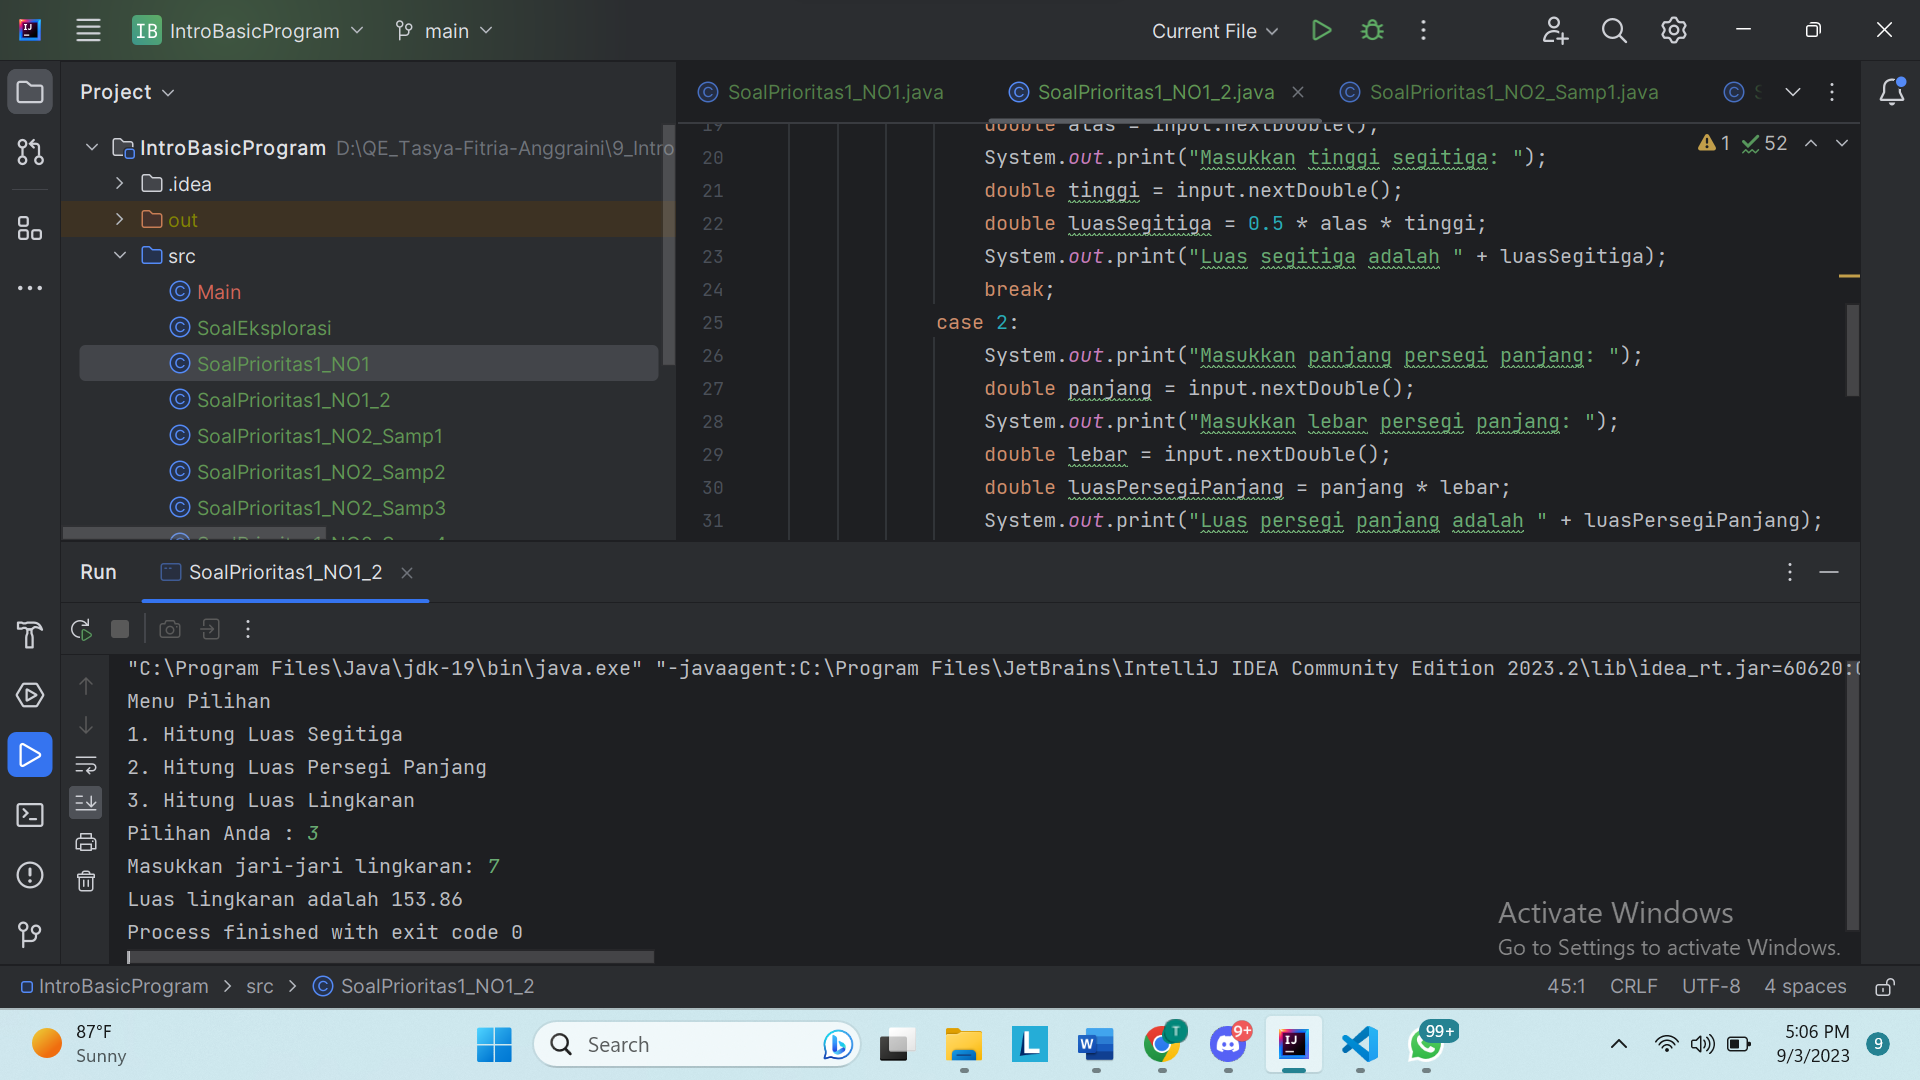 IB IntroBasicProgram main Current File
Project
IntroBasicProgram D:\QE_Tasya-Fitria-Anggraini\9_Intro
.idea
out
src
Main
SoalEksplorasi
SoalPrioritas1_NO1
SoalPrioritas1_NO1_2
SoalPrioritas1_NO2_Samp1
SoalPrioritas1_NO2_Samp2
SoalPrioritas1_NO2_Samp3
SoalPrioritas1_NO1.java SoalPrioritas1_NO1_2.java SoalPrioritas1_NO2_Samp1.java
1 52
19 double alas = input.nextDouble();
20 System.out.print("Masukkan tinggi segitiga: ");
21 double tinggi = input.nextDouble();
22 double luasSegitiga = 0.5 * alas * tinggi;
23 System.out.print("Luas segitiga adalah " + luasSegitiga);
24 break;
25 case 2:
26 System.out.print("Masukkan panjang persegi panjang: ");
27 double panjang = input.nextDouble();
28 System.out.print("Masukkan lebar persegi panjang: ");
29 double lebar = input.nextDouble();
30 double luasPersegiPanjang = panjang * lebar;
31 System.out.print("Luas persegi panjang adalah " + luasPersegiPanjang);
Run SoalPrioritas1_NO1_2
"C:\Program Files\Java\jdk-19\bin\java.exe" "-javaagent:C:\Program Files\JetBrains\IntelliJ IDEA Community Edition 2023.2\lib\idea_rt.jar=60620:
Menu Pilihan
1. Hitung Luas Segitiga
2. Hitung Luas Persegi Panjang
3. Hitung Luas Lingkaran
Pilihan Anda : 3
Masukkan jari-jari lingkaran: 7
Luas lingkaran adalah 153.86
Process finished with exit code 0
Activate Windows
Go to Settings to activate Windows.
IntroBasicProgram > src > SoalPrioritas1_NO1_2 45:1 CRLF UTF-8 4 spaces
87°F
Sunny
Search
T
9+
99+
5:06 PM
9/3/2023
9